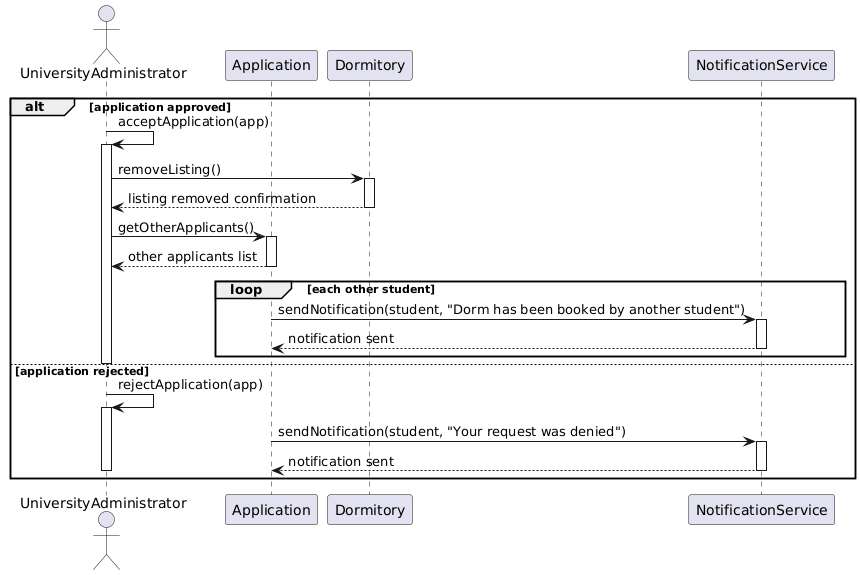 UniversityAdministrator
Application
Dormitory
NotificationService
alt
[application approved]
acceptApplication(app)
removeListing()
listing removed confirmation
getOtherApplicants()
other applicants list
loop
[each other student]
sendNotification(student, "Dorm has been booked by another student")
notification sent
[application rejected]
rejectApplication(app)
sendNotification(student, "Your request was denied")
notification sent
UniversityAdministrator
Application
Dormitory
NotificationService